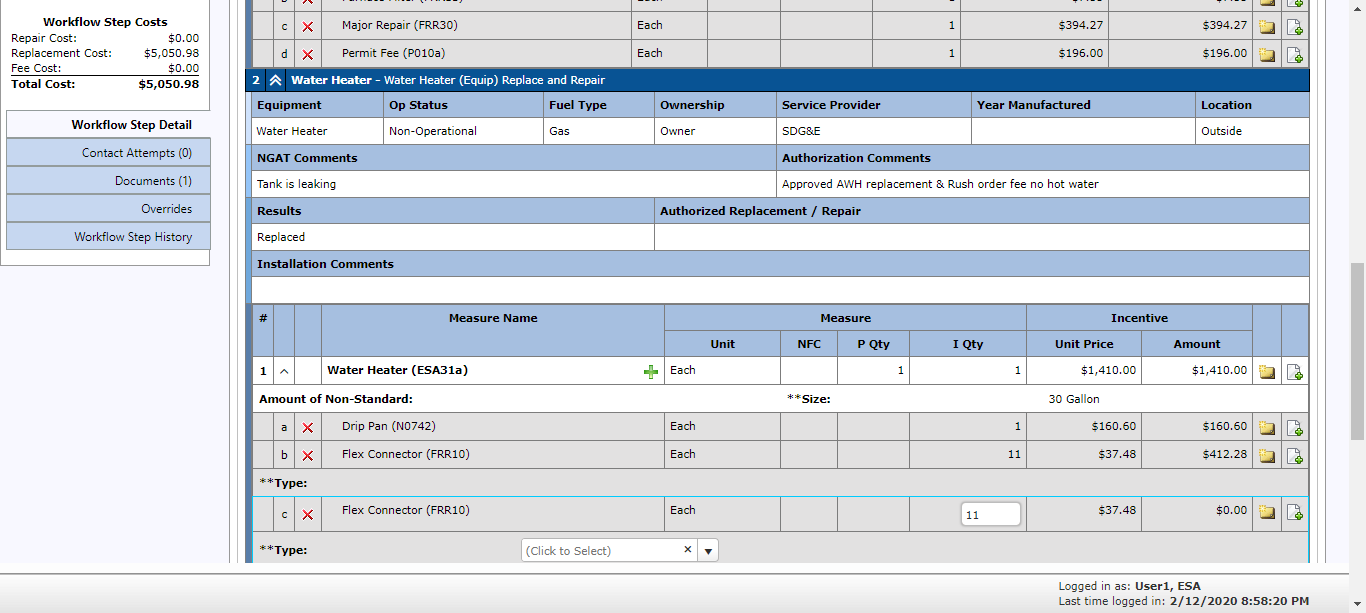 Workflow Step Costs
Repair Cost: $0.00
Replacement Cost: $5,050.98
Fee Cost: $0.00
Total Cost: $5,050.98
Workflow Step Detail
Contact Attempts (0)
Documents (1)
Overrides
Workflow Step History
c Major Repair (FRR30) Each 1 $394.27 $394.27
d Permit Fee (P010a) Each 1 $196.00 $196.00
2 Water Heater - Water Heater (Equip) Replace and Repair
Equipment Op Status Fuel Type Ownership Service Provider Year Manufactured Location
Water Heater Non-Operational Gas Owner SDG&E Outside
NGAT Comments Authorization Comments
Tank is leaking Approved AWH replacement & Rush order fee no hot water
Results Authorized Replacement / Repair
Replaced
Installation Comments
# Measure Name Measure Incentive
Unit NFC P Qty I Qty Unit Price Amount
1 Water Heater (ESA31a) Each 1 1 $1,410.00 $1,410.00
Amount of Non-Standard: **Size: 30 Gallon
a Drip Pan (N0742) Each 1 $160.60 $160.60
b Flex Connector (FRR10) Each 11 $37.48 $412.28
**Type:
c Flex Connector (FRR10) Each 11 $37.48 $0.00
**Type: (Click to Select)
Logged in as: User1, ESA
Last time logged in: 2/12/2020 8:58:20 PM